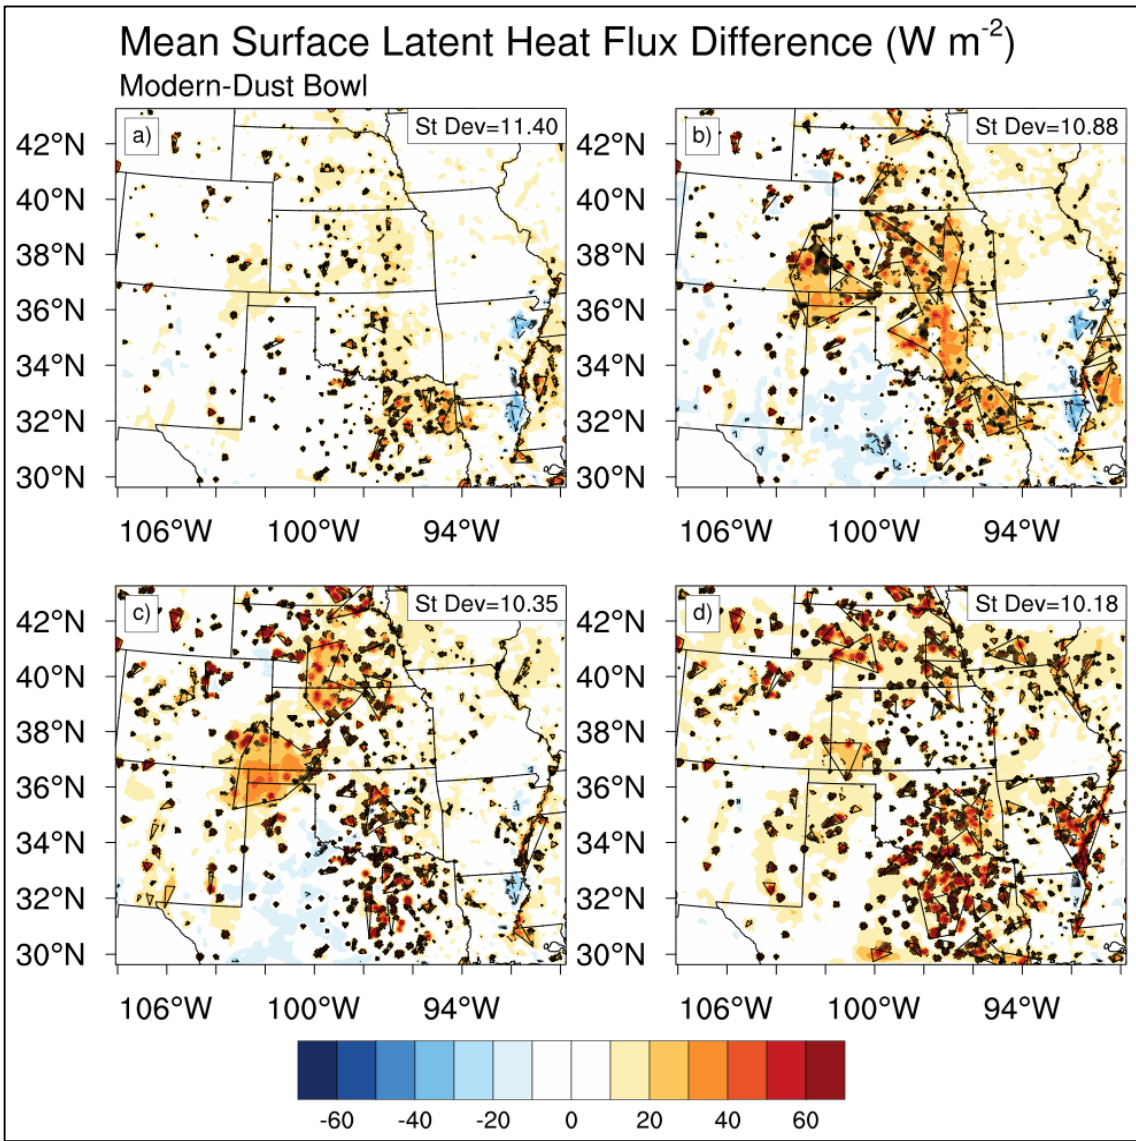 Mean Surface Latent Heat Flux Difference (W m⁻²)
Modern-Dust Bowl
a) St Dev=11.40
b) St Dev=10.88
42°N 42°N
40°N 40°N
38°N 38°N
36°N 36°N
34°N 34°N
32°N 32°N
30°N 30°N
106°W 100°W 94°W 106°W 100°W 94°W
c) St Dev=10.35
d) St Dev=10.18
42°N 42°N
40°N 40°N
38°N 38°N
36°N 36°N
34°N 34°N
32°N 32°N
30°N 30°N
106°W 100°W 94°W 106°W 100°W 94°W
-60 -40 -20 0 20 40 60